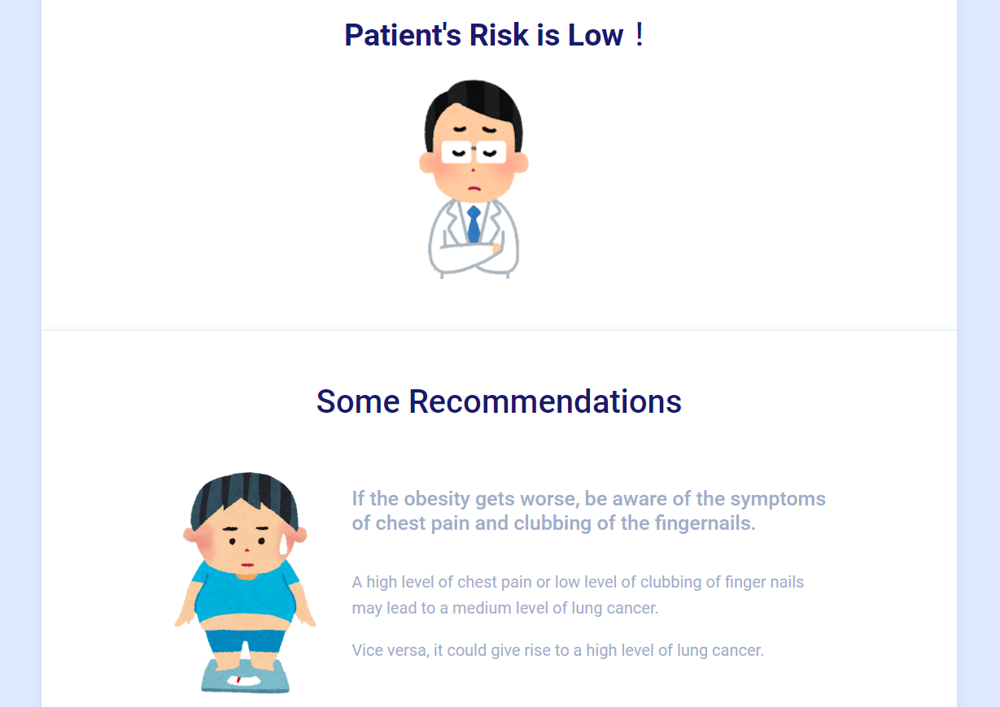 Patient's Risk is Low！
Some Recommendations
If the obesity gets worse, be aware of the symptoms
of chest pain and clubbing of the fingernails.
A high level of chest pain or low level of clubbing of finger nails
may lead to a medium level of lung cancer.
Vice versa, it could give rise to a high level of lung cancer.